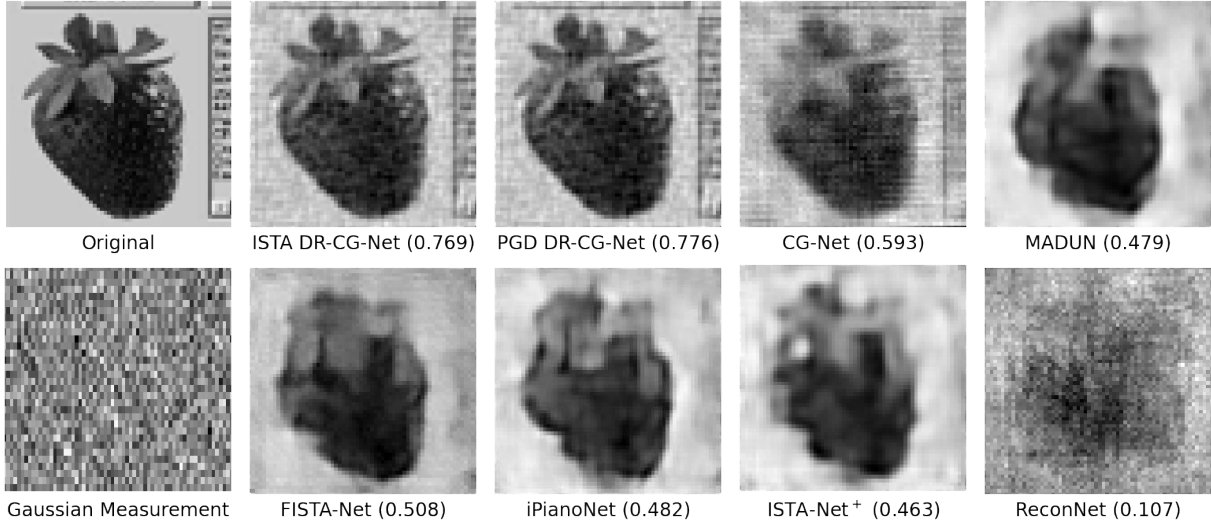 Original
ISTA DR-CG-Net (0.769)
PGD DR-CG-Net (0.776)
CG-Net (0.593)
MADUN (0.479)
Gaussian Measurement
FISTA-Net (0.508)
iPianoNet (0.482)
ISTA-Net⁺ (0.463)
ReconNet (0.107)